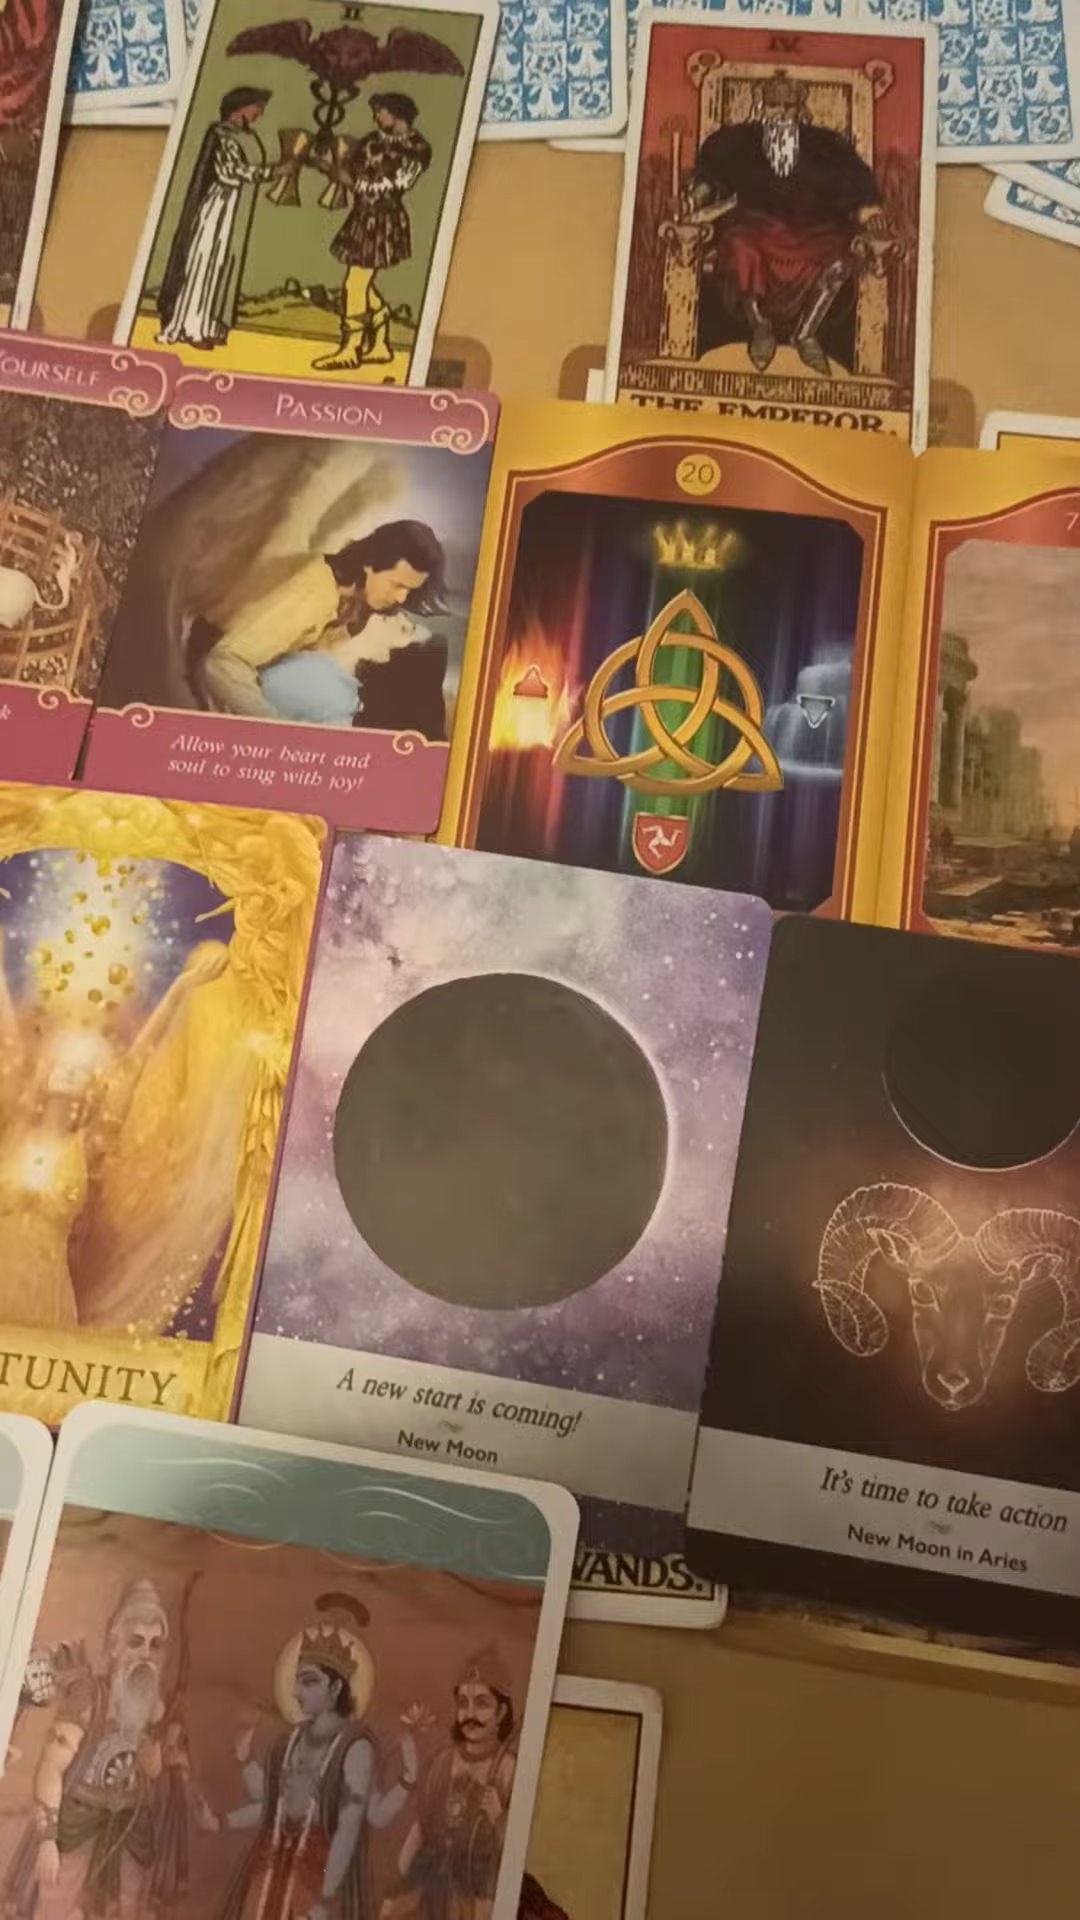 II
IV
THE EMPEROR.
OURSELF
PASSION
20
7
k
Allow your heart and
soul to sing with joy!
TUNITY
A new start is coming!
New Moon
It's time to take action
New Moon in Aries
WANDS.